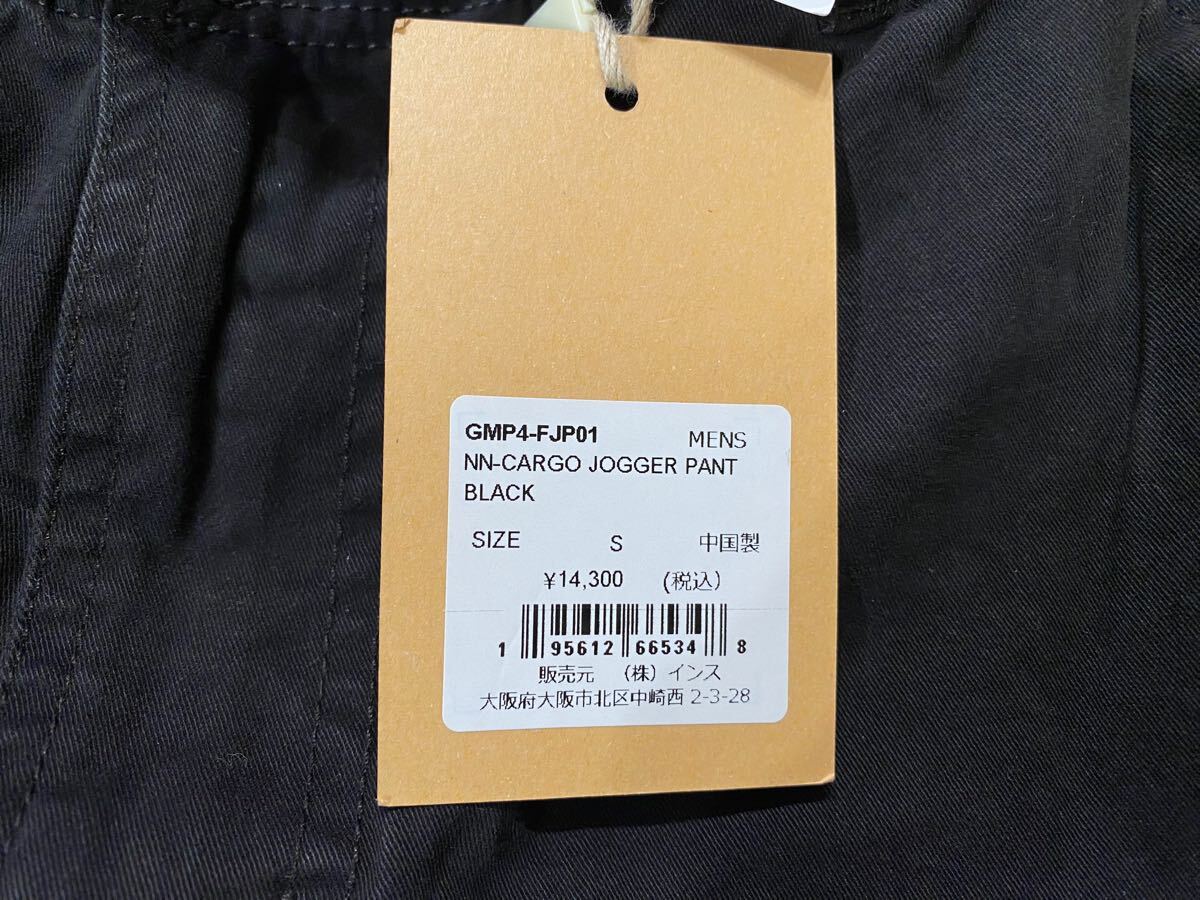 GMP4-FJP01 MENS
NN-CARGO JOGGER PANT
BLACK
SIZE S 中国製
¥14,300 (税込)
1 95612 66534 8
販売元 (株) インス
大阪府大阪市北区中崎西 2-3-28